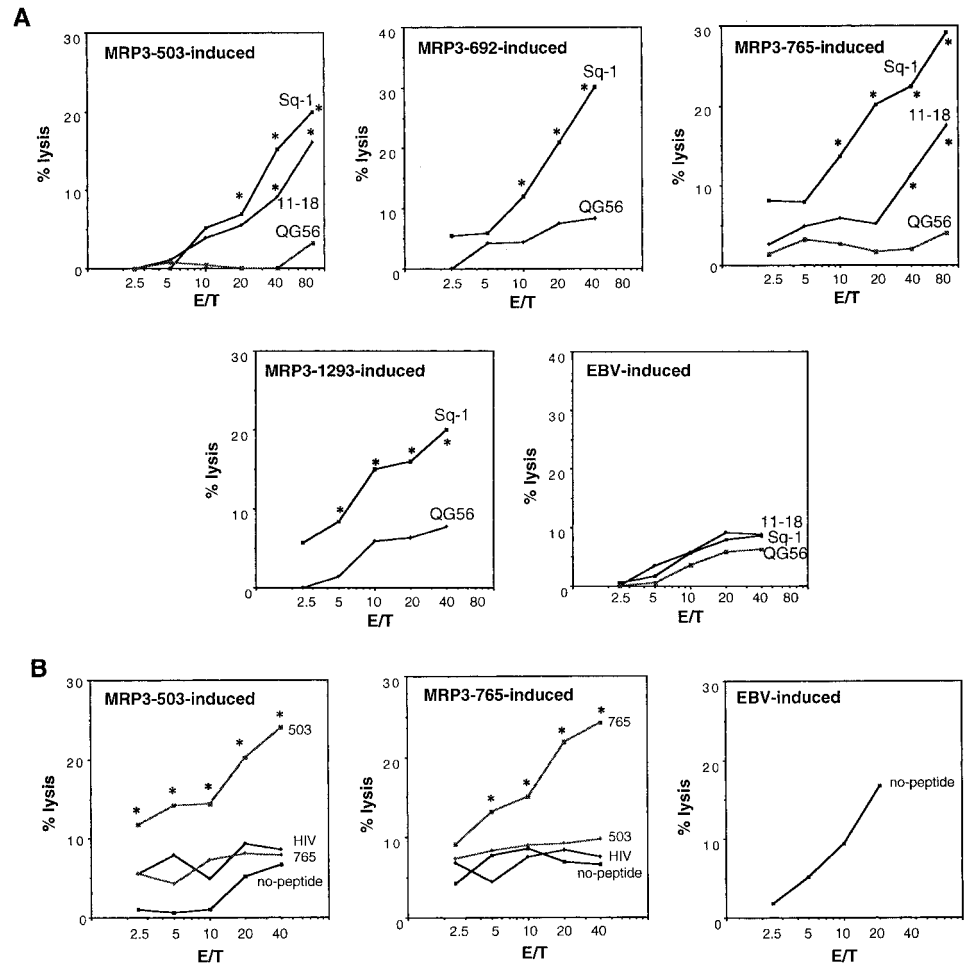 A
MRP3-503-induced
30
20
10
0
% lysis
Sq-1
*
*
*
*
*
*
11-18
QG56
2.5 5 10 20 40 80
E/T
MRP3-692-induced
40
30
20
10
0
% lysis
Sq-1
*
*
*
QG56
2.5 5 10 20 40 80
E/T
MRP3-765-induced
30
20
10
0
% lysis
Sq-1
*
*
*
*
11-18
*
*
QG56
2.5 5 10 20 40 80
E/T
MRP3-1293-induced
30
20
10
0
% lysis
Sq-1
*
*
*
*
QG56
2.5 5 10 20 40 80
E/T
EBV-induced
40
30
20
10
0
% lysis
11-18
Sq-1
QG56
2.5 5 10 20 40 80
E/T
B
MRP3-503-induced
30
20
10
0
% lysis
*
*
*
*
*
503
HIV
765
no-peptide
2.5 5 10 20 40
E/T
MRP3-765-induced
30
20
10
0
% lysis
*
*
*
*
765
503
HIV
no-peptide
2.5 5 10 20 40
E/T
EBV-induced
30
20
10
0
% lysis
no-peptide
2.5 5 10 20 40
E/T